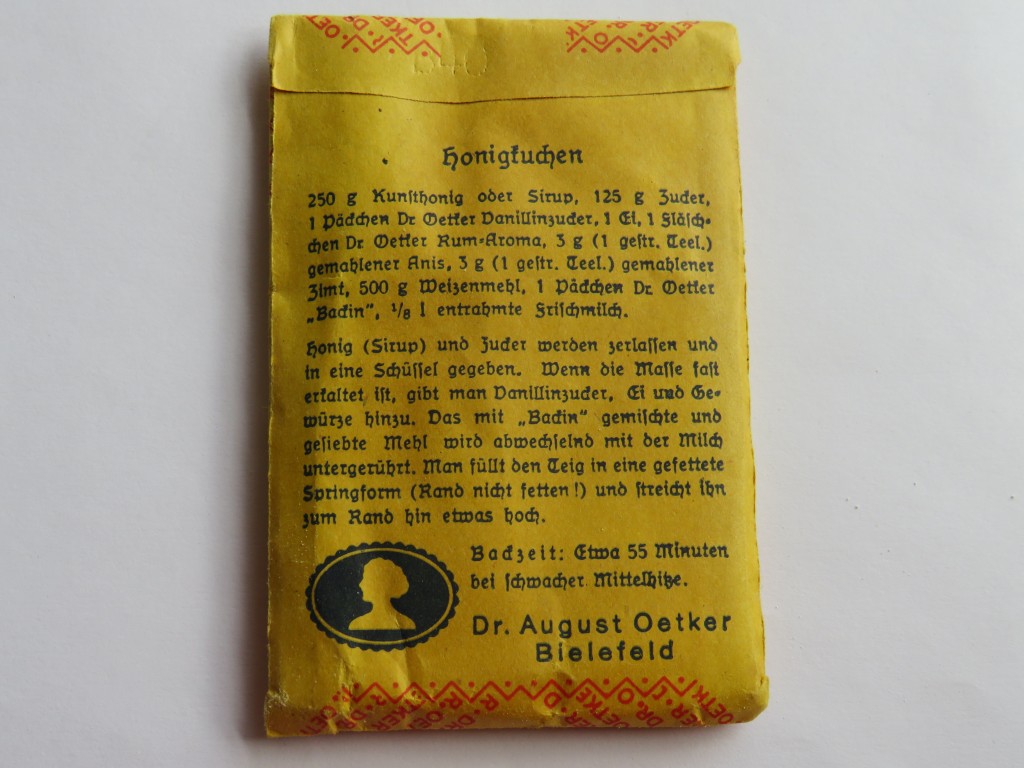 Honigkuchen
250 g Kunsthonig oder Sirup, 125 g Zucker,
1 Päckchen Dr. Oetker Vanillinzucker, 1 Ei, 1 Fläsch-
chen Dr. Oetker Rum-Aroma, 3 g (1 gestr. Teel.)
gemahlener Anis, 3 g (1 gestr. Teel.) gemahlener
Zimt, 500 g Weizenmehl, 1 Päckchen Dr. Oetker
„Backin“, 1/8 l entrahmte Frischmilch.
Honig (Sirup) und Zucker werden zerlassen und
in eine Schüssel gegeben. Wenn die Masse fast
erkaltet ist, gibt man Vanillinzucker, Ei und Ge-
würze hinzu. Das mit „Backin“ gemischte und
gesiebte Mehl wird abwechselnd mit der Milch
untergerührt. Man füllt den Teig in eine gefettete
Springform (Rand nicht fetten!) und streicht ihn
zum Rand hin etwas hoch.
Backzeit: Etwa 55 Minuten
bei schwacher Mittelhitze.
Dr. August Oetker
Bielefeld